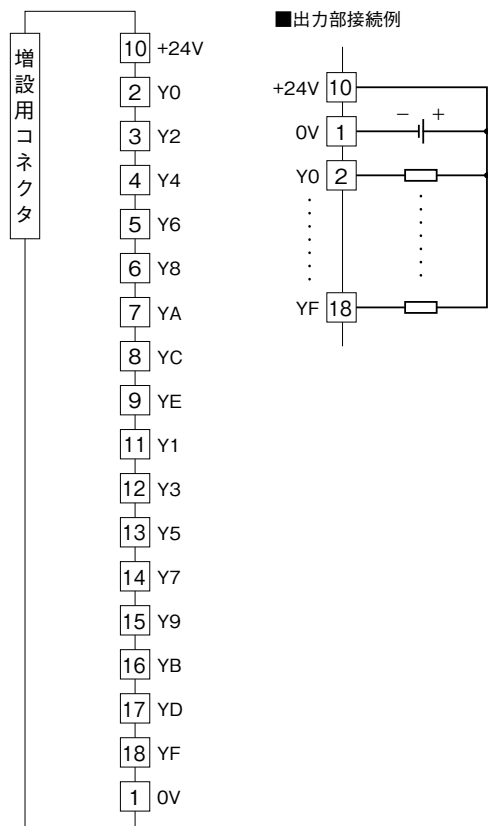 増設用コネクタ
10 +24V
2 Y0
3 Y2
4 Y4
5 Y6
6 Y8
7 YA
8 YC
9 YE
11 Y1
12 Y3
13 Y5
14 Y7
15 Y9
16 YB
17 YD
18 YF
1 0V
■出力部接続例
+24V 10
0V 1 − +
Y0 2
YF 18